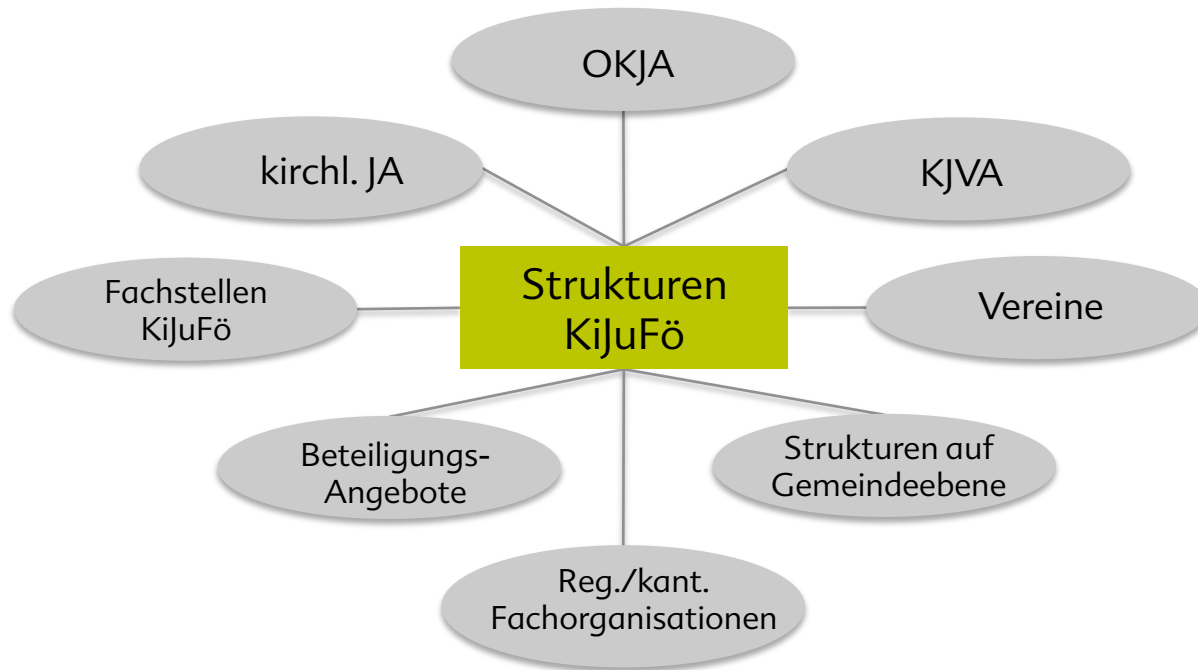 OKJA
kirchl. JA
KJVA
Fachstellen
KiJuFö
Strukturen
KiJuFö
Vereine
Beteiligungs-
Angebote
Strukturen auf
Gemeindeebene
Reg./kant.
Fachorganisationen